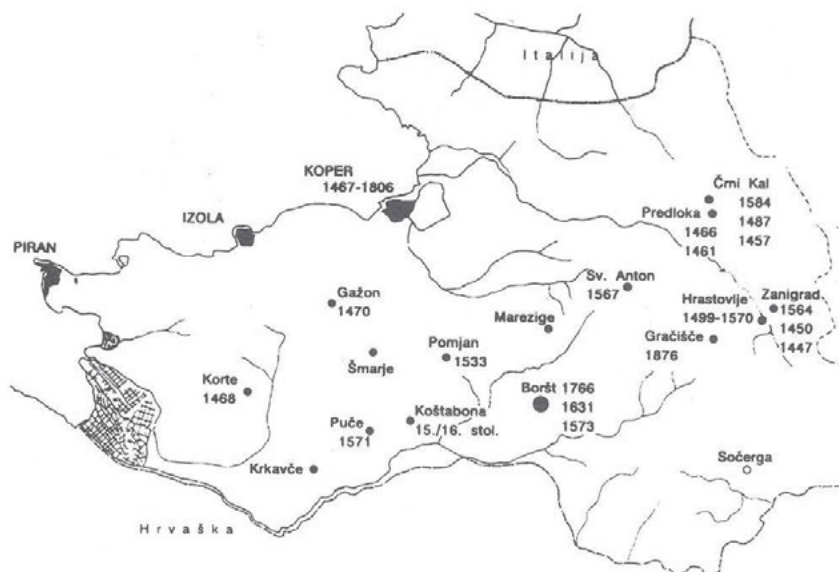 Italija
KOPER
1467-1806
IZOLA
PIRAN
Črni Kal
1584
1487
1457
Predloka
1466
1461
Sv. Anton
1567
Hrastovlje
1499-1570
Zanigrad
1564
1450
1447
Gažon
1470
Marezige
Gračišče
1876
Pomjan
1533
Šmarje
Korte
1468
Boršt 1766
1631
1573
Koštabona
15./16. stol.
Puče
1571
Krkavče
Sočerga
Hrvaška